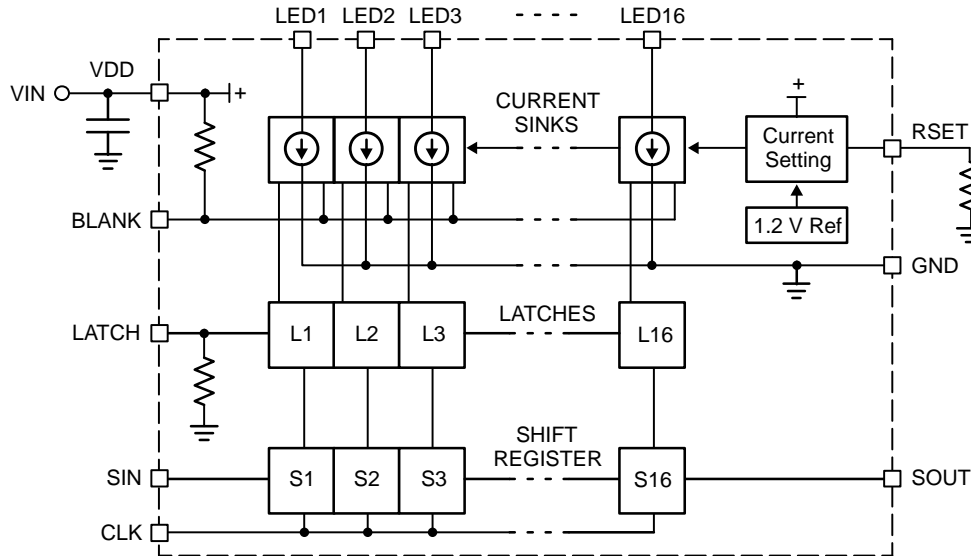 LED1 LED2 LED3 - - - - LED16
VDD
VIN
+
+
CURRENT
SINKS
Current
Setting
RSET
BLANK
1.2 V Ref
GND
LATCH
L1 L2 L3
LATCHES
L16
SIN
S1 S2 S3
SHIFT
REGISTER
S16
SOUT
CLK